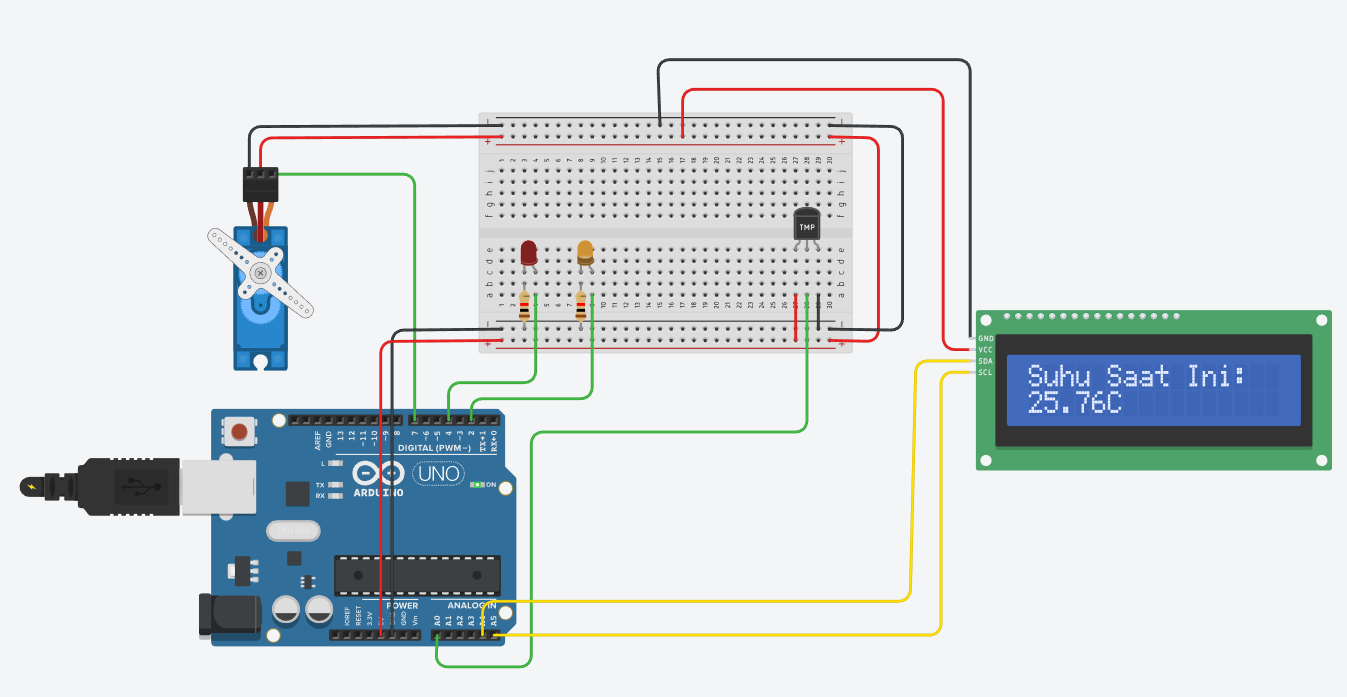 1 2 3 4 5 6 7 8 9 10 11 12 13 14 15 16 17 18 19 20 21 22 23 24 25 26 27 28 29 30
j
i
h
g
f
TMP
e
d
c
b
a
GND
VCC
SDA
SCL
Suhu Saat Ini:
25.76C
AREF
GND
13
12
~11
~10
~9
8
7
~6
~5
4
~3
2
TX→1
RX←0
DIGITAL (PWM~)
L
TX
RX
ARDUINO
UNO
ON
POWER
ANALOG IN
IOREF
RESET
3.3V
GND
Vin
A0
A1
A2
A3
A5